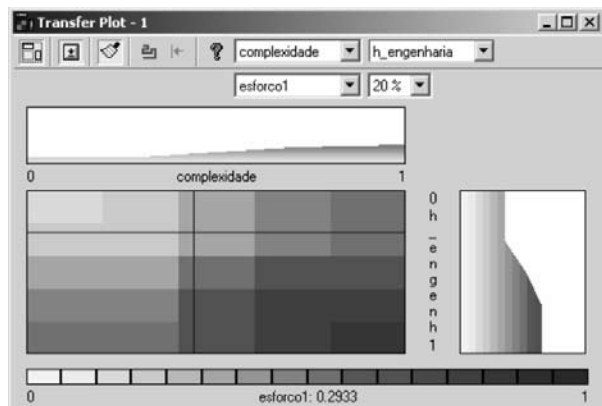 Transfer Plot - 1
complexidade h_engenharia
esforco1 20 %
0 complexidade 1
0
h
_
e
n
g
e
n
h
1
0 esforco1: 0.2933 1